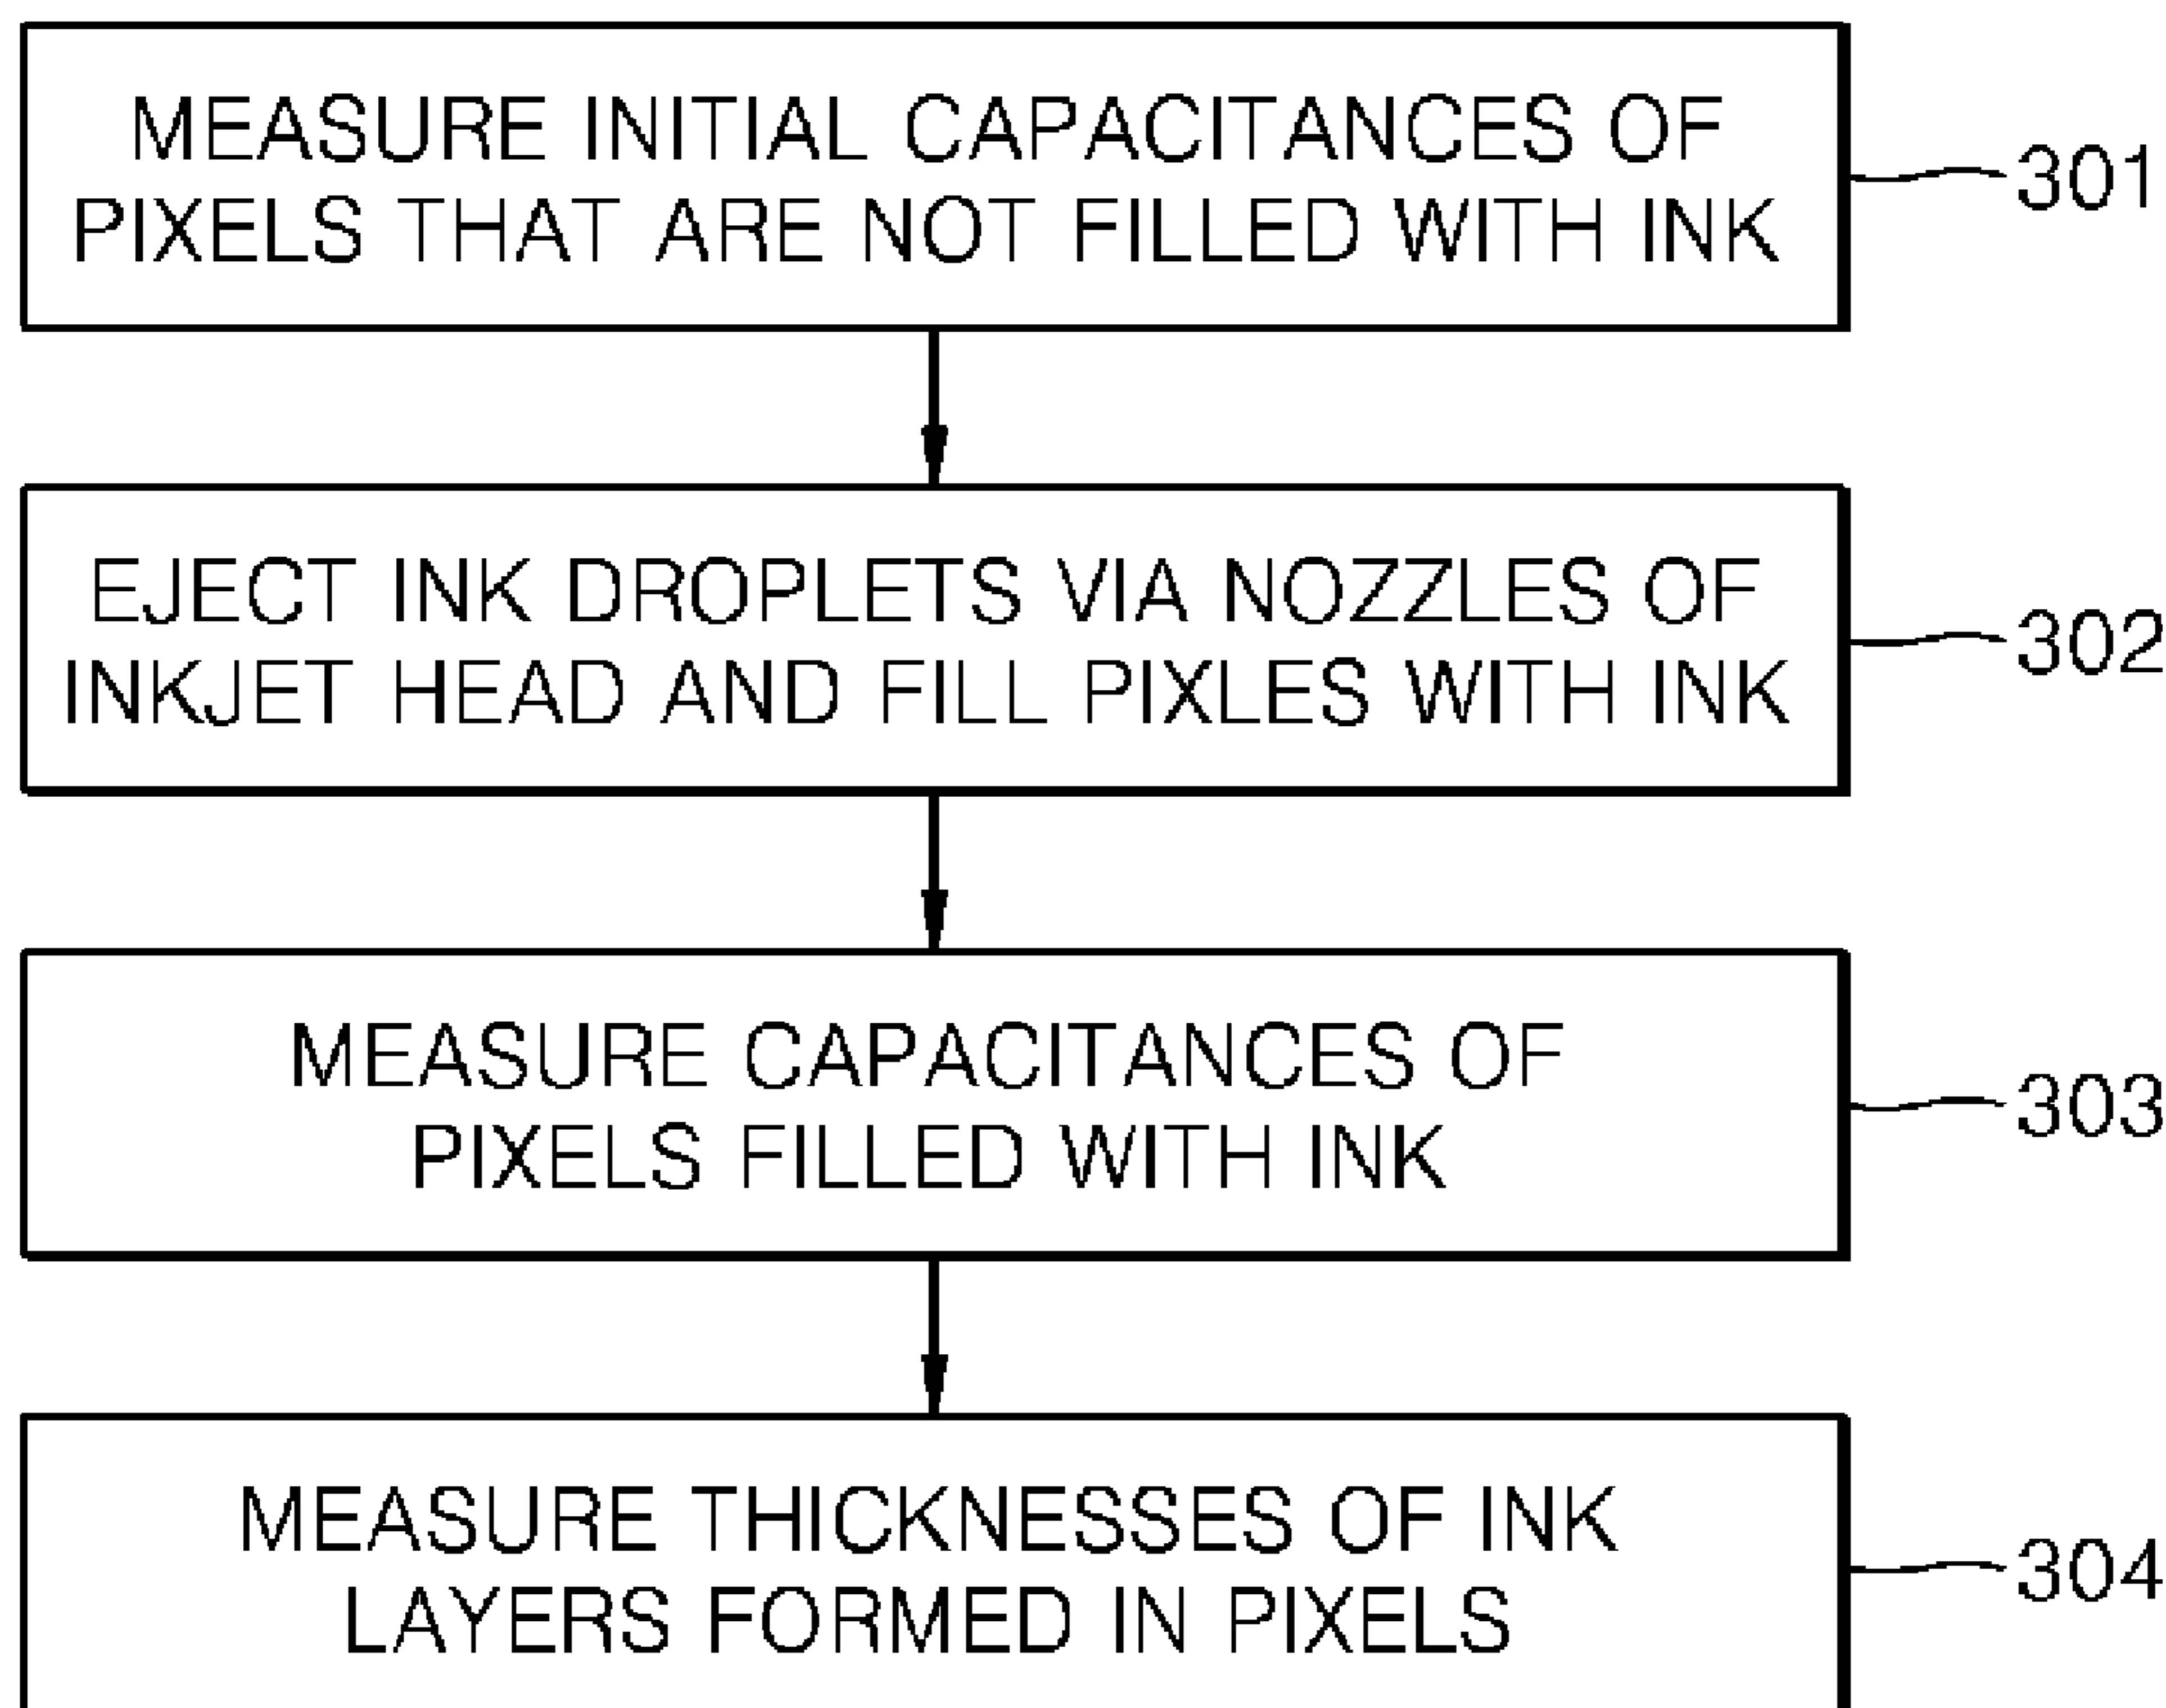 MEASURE INITIAL CAPACITANCES OF
PIXELS THAT ARE NOT FILLED WITH INK
301
EJECT INK DROPLETS VIA NOZZLES OF
INKJET HEAD AND FILL PIXLES WITH INK
302
MEASURE CAPACITANCES OF
PIXELS FILLED WITH INK
303
MEASURE THICKNESSES OF INK
LAYERS FORMED IN PIXELS
304